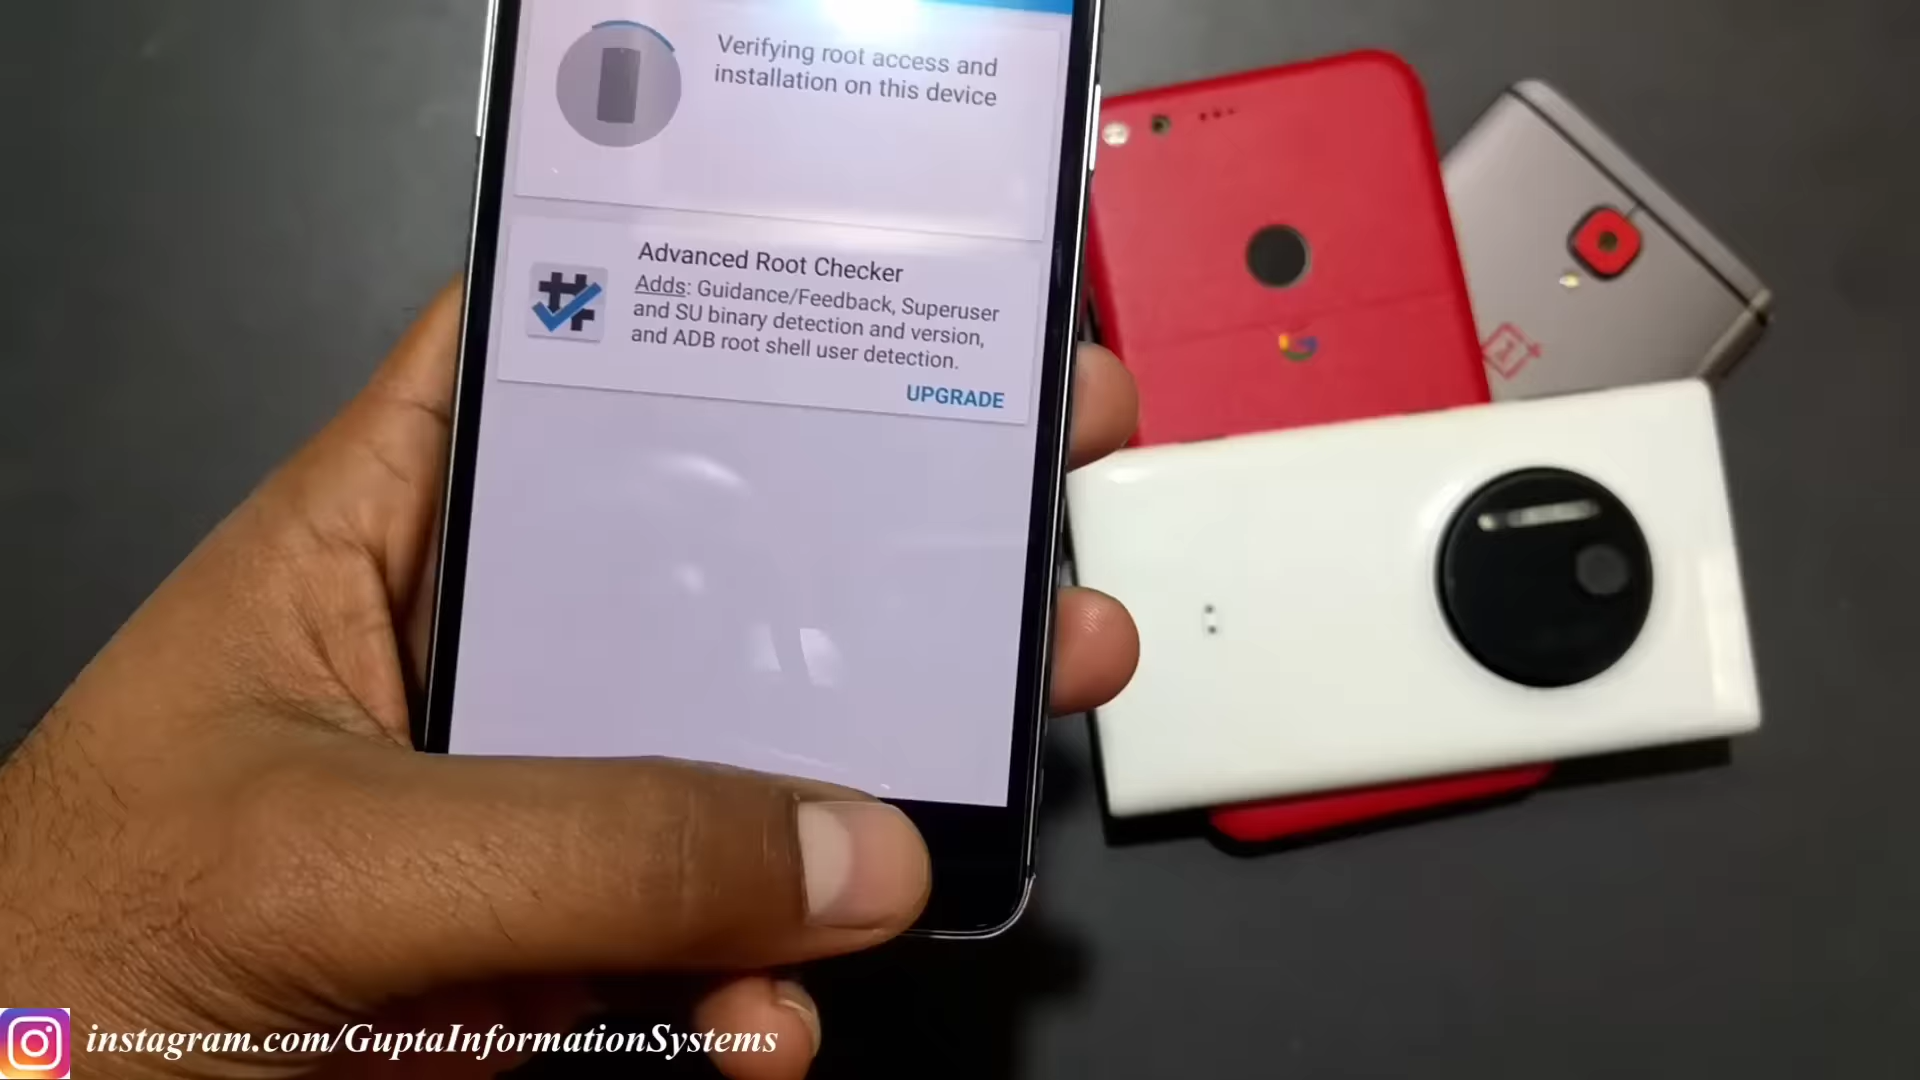 Verifying root access and
installation on this device
Advanced Root Checker
Adds: Guidance/Feedback, Superuser
and SU binary detection and version,
and ADB root shell user detection.
UPGRADE
instagram.com/GuptaInformationSystems